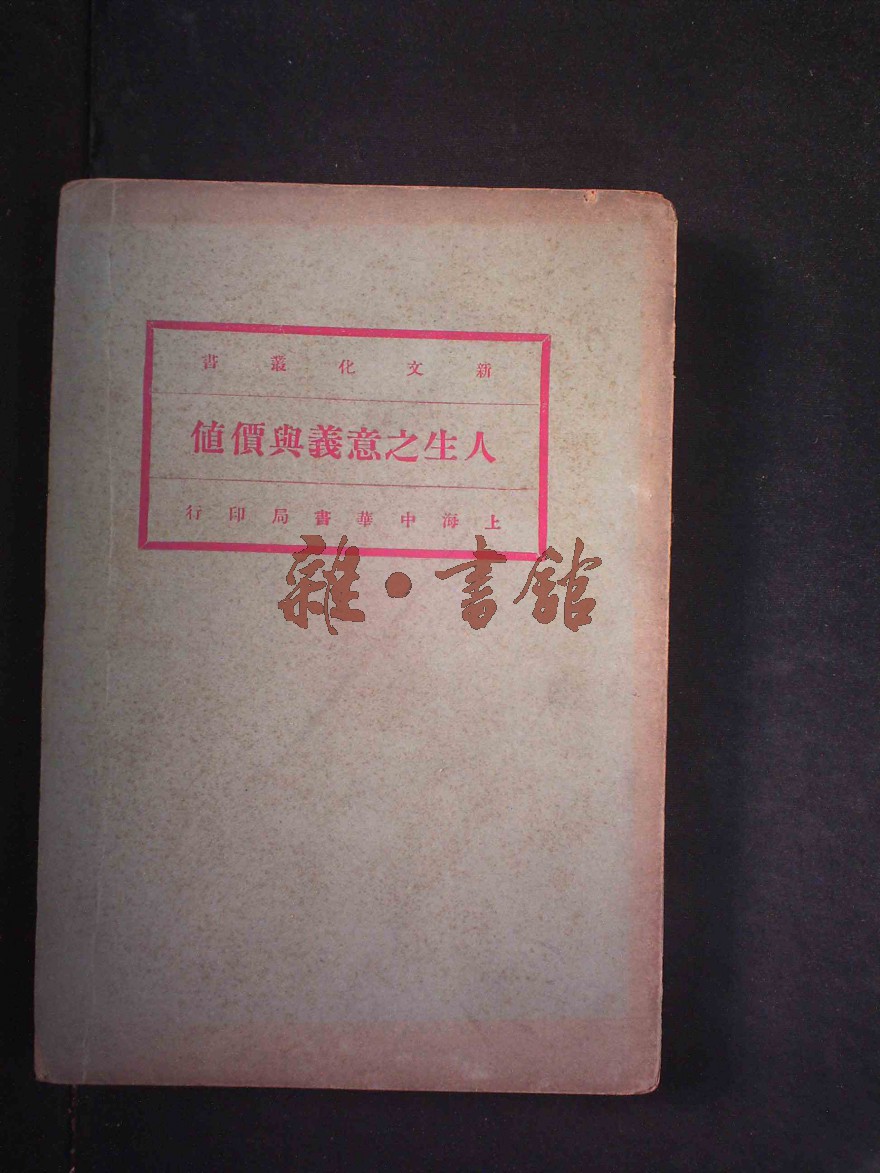 新文化叢書
人生之意義與價値
上海中華書局印行
雜·書館